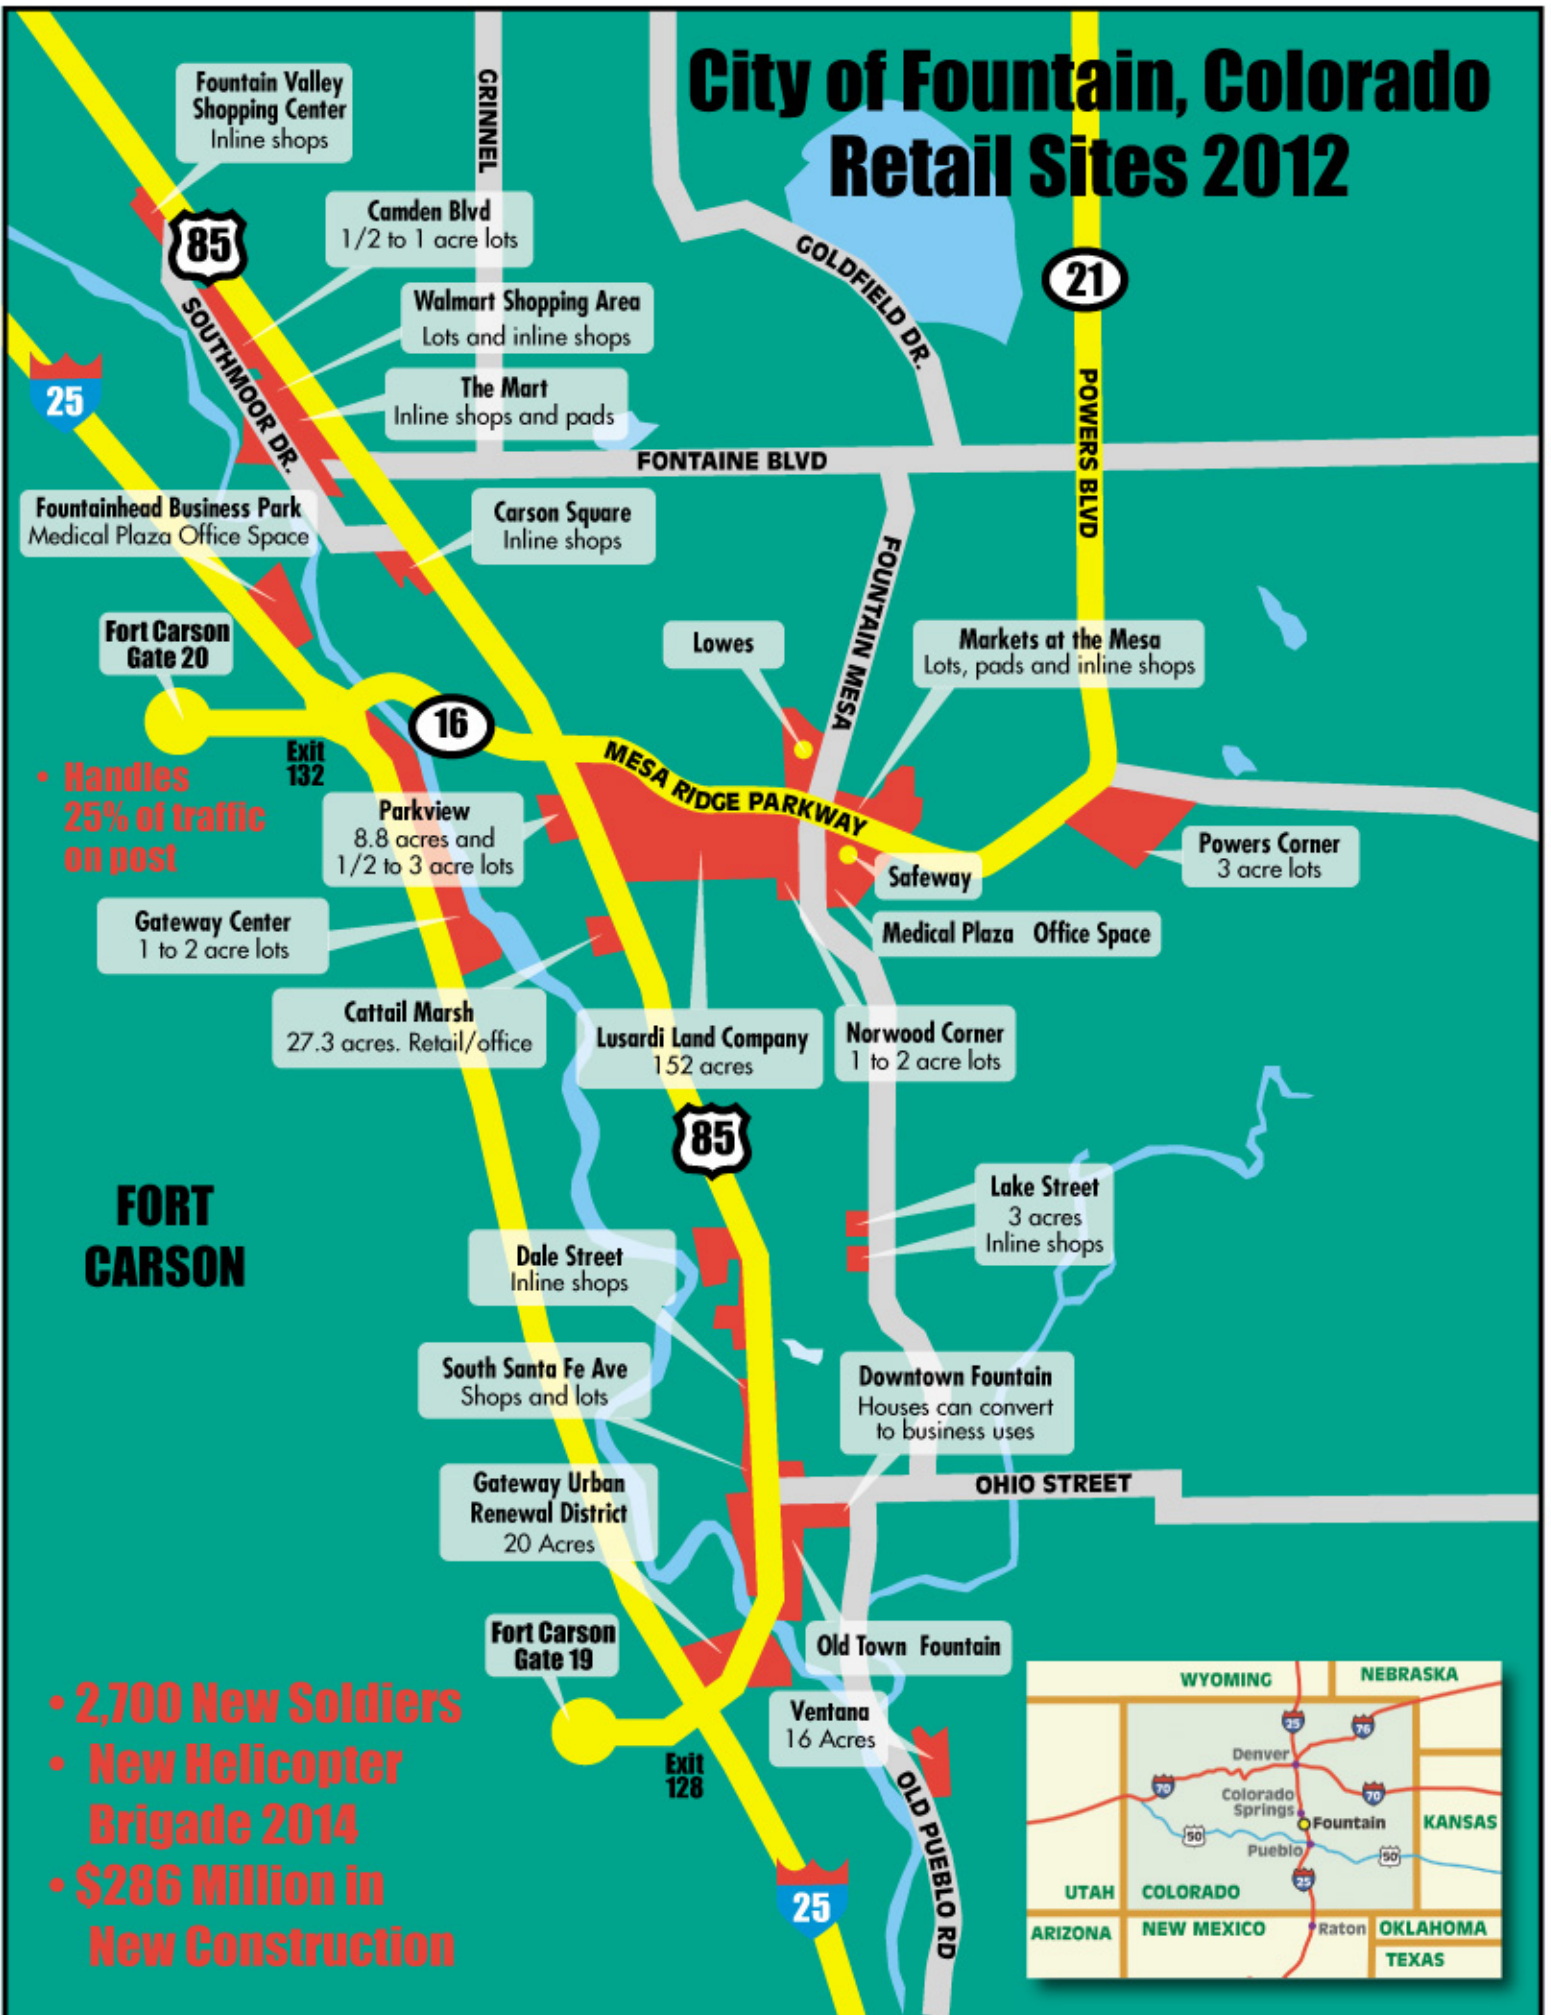 City of Fountain, Colorado
Retail Sites 2012
Fountain Valley
Shopping Center
Inline shops
GRINNEL
85
Camden Blvd
1/2 to 1 acre lots
GOLDFIELD DR.
21
Walmart Shopping Area
Lots and inline shops
SOUTHMOOR DR.
25
The Mart
Inline shops and pads
POWERS BLVD
FONTAINE BLVD
Fountainhead Business Park
Medical Plaza Office Space
Carson Square
Inline shops
FOUNTAIN MESA
Fort Carson
Gate 20
Lowes
Markets at the Mesa
Lots, pads and inline shops
16
Exit
132
MESA RIDGE PARKWAY
• Handles
25% of traffic
on post
Parkview
8.8 acres and
1/2 to 3 acre lots
Powers Corner
3 acre lots
Safeway
Gateway Center
1 to 2 acre lots
Medical Plaza Office Space
Cattail Marsh
27.3 acres. Retail/office
Lusardi Land Company
152 acres
Norwood Corner
1 to 2 acre lots
85
FORT
CARSON
Lake Street
3 acres
Inline shops
Dale Street
Inline shops
South Santa Fe Ave
Shops and lots
Downtown Fountain
Houses can convert
to business uses
Gateway Urban
Renewal District
20 Acres
OHIO STREET
Fort Carson
Gate 19
Old Town Fountain
Ventana
16 Acres
Exit
128
OLD PUEBLO RD
25
• 2,700 New Soldiers
• New Helicopter
Brigade 2014
• $286 Million in
New Construction
WYOMING
NEBRASKA
25
76
Denver
70
70
Colorado
Springs
Fountain
KANSAS
50
Pueblo
50
25
UTAH
COLORADO
ARIZONA
NEW MEXICO
Raton
OKLAHOMA
TEXAS